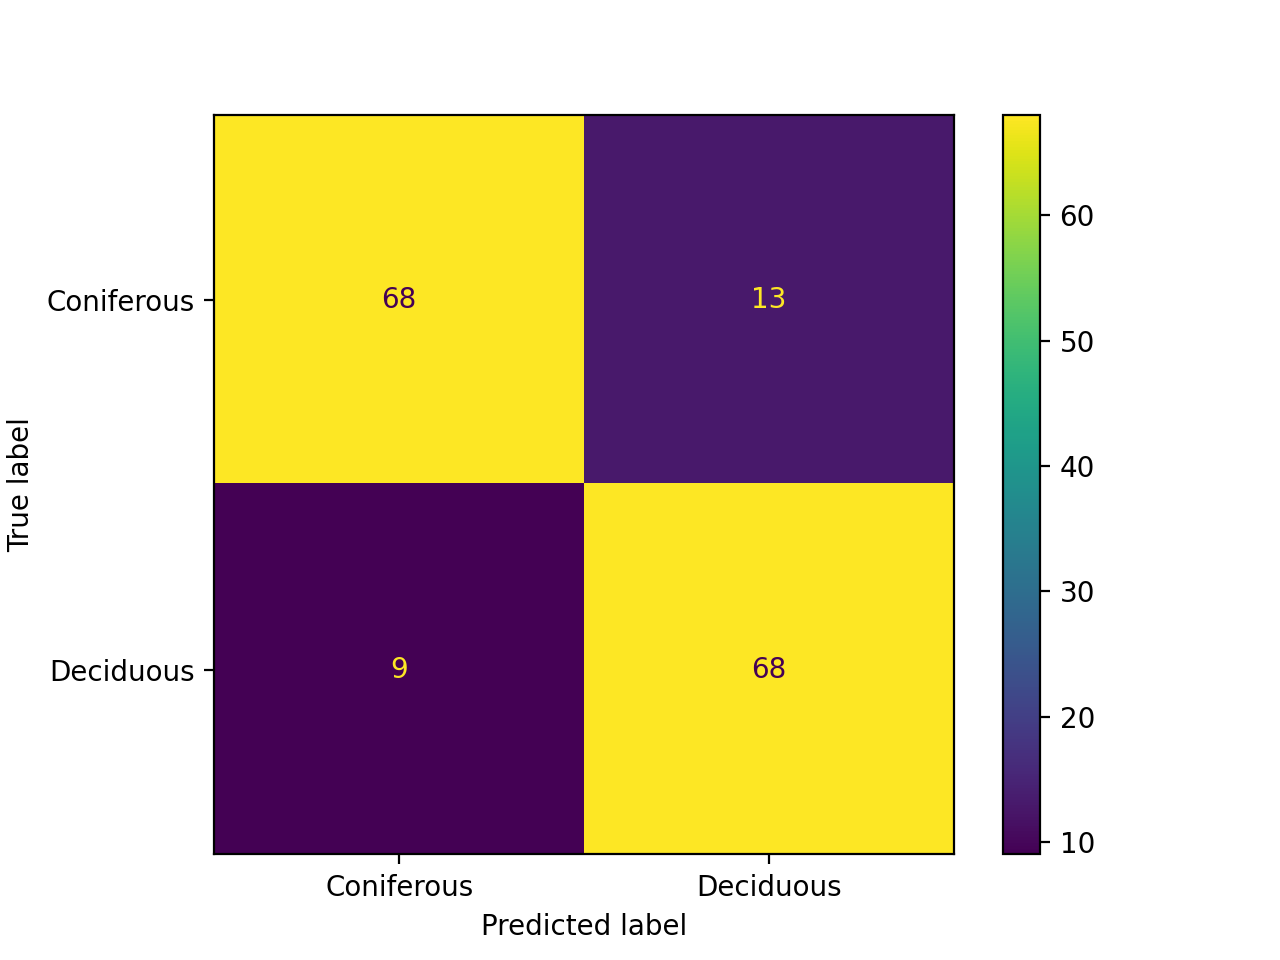 Coniferous
68
13
Deciduous
9
68
True label
Coniferous
Deciduous
Predicted label
60
50
40
30
20
10